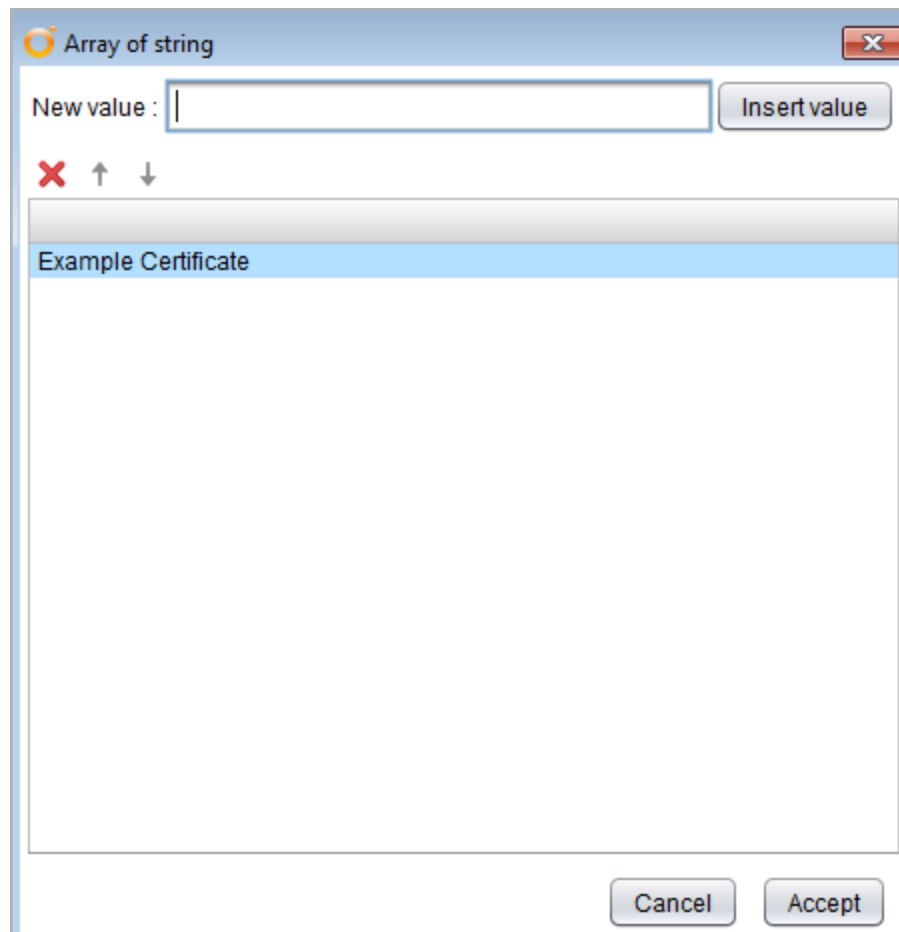 Array of string
New value :
Insert value
Example Certificate
Cancel
Accept